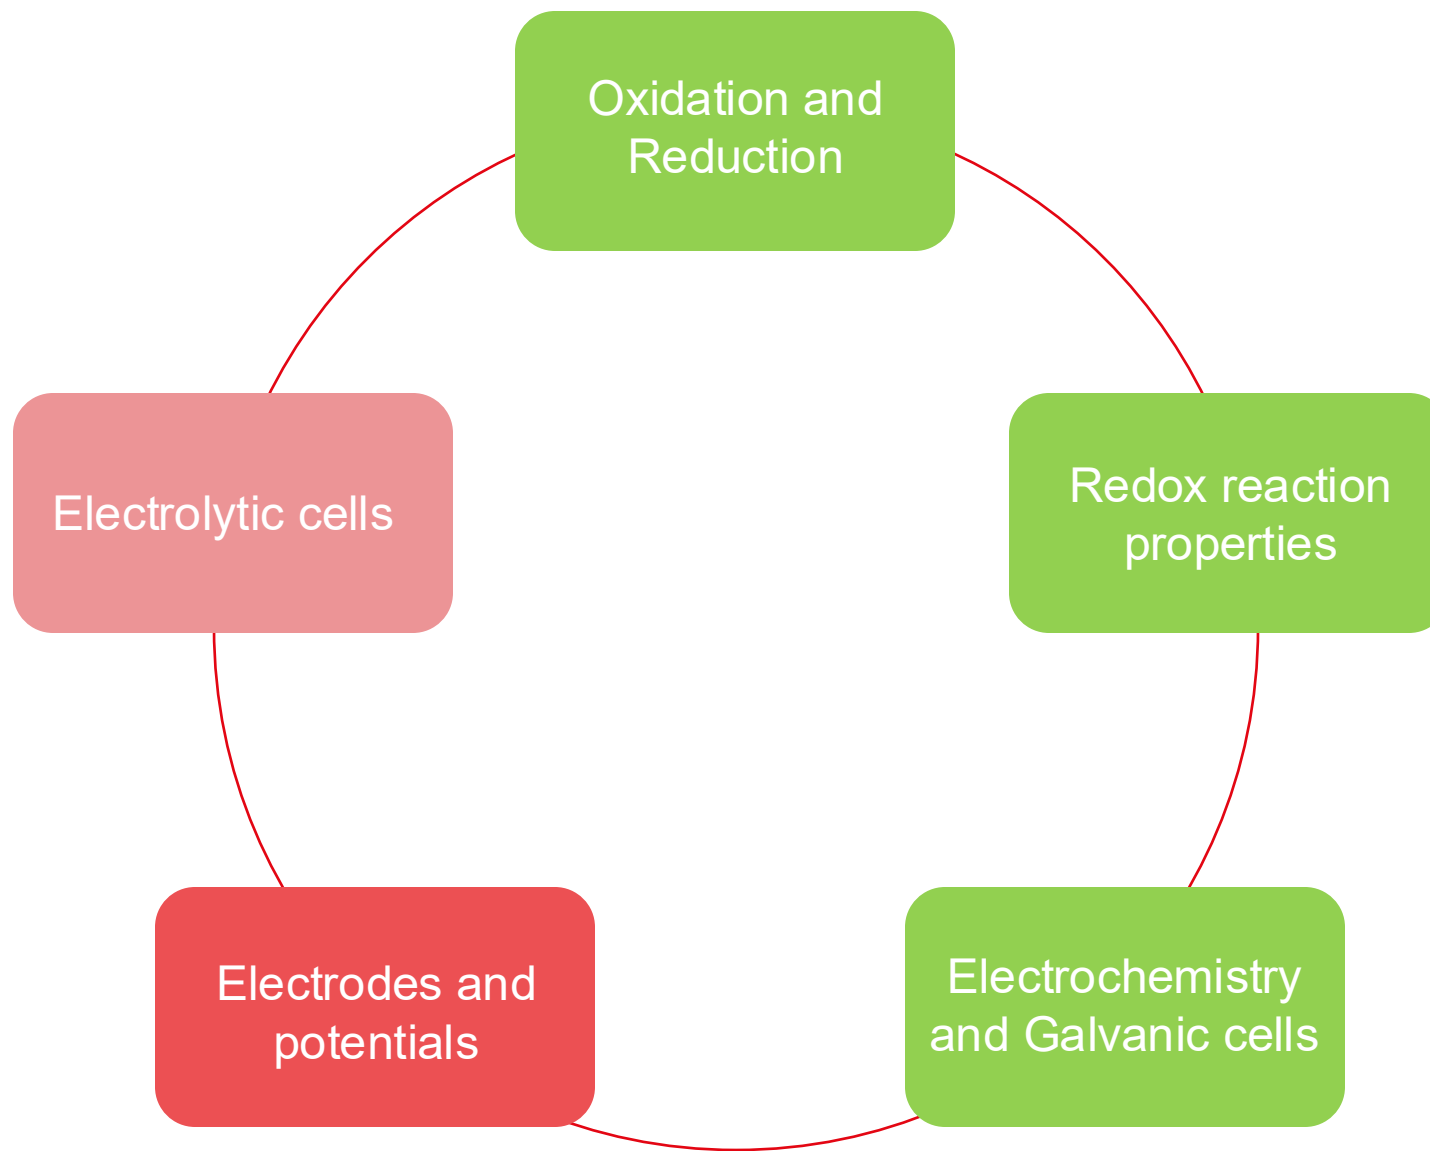 Oxidation and
Reduction
Redox reaction
properties
Electrochemistry
and Galvanic cells
Electrodes and
potentials
Electrolytic cells